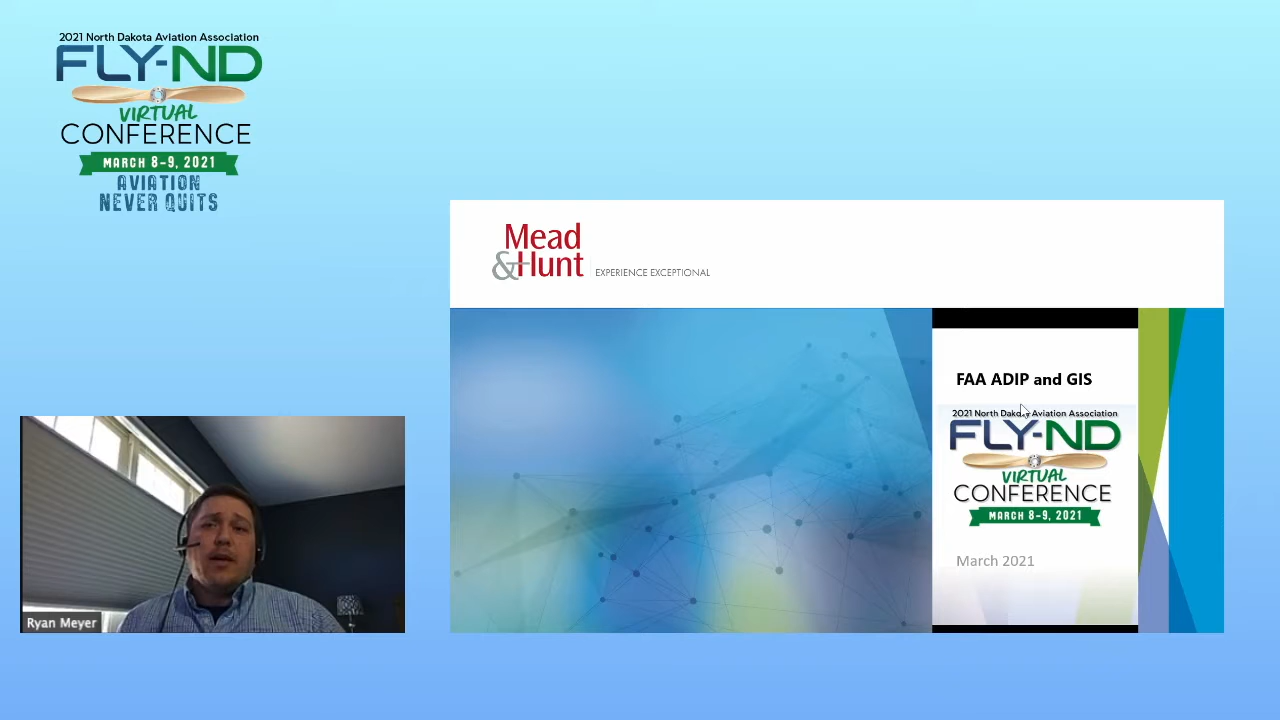 2021 North Dakota Aviation Association
FLY-ND
VIRTUAL
CONFERENCE
MARCH 8-9, 2021
AVIATION
NEVER QUITS
Mead
&Hunt
EXPERIENCE EXCEPTIONAL
FAA ADIP and GIS
2021 North Dakota Aviation Association
FLY-ND
VIRTUAL
CONFERENCE
MARCH 8-9, 2021
March 2021
Ryan Meyer